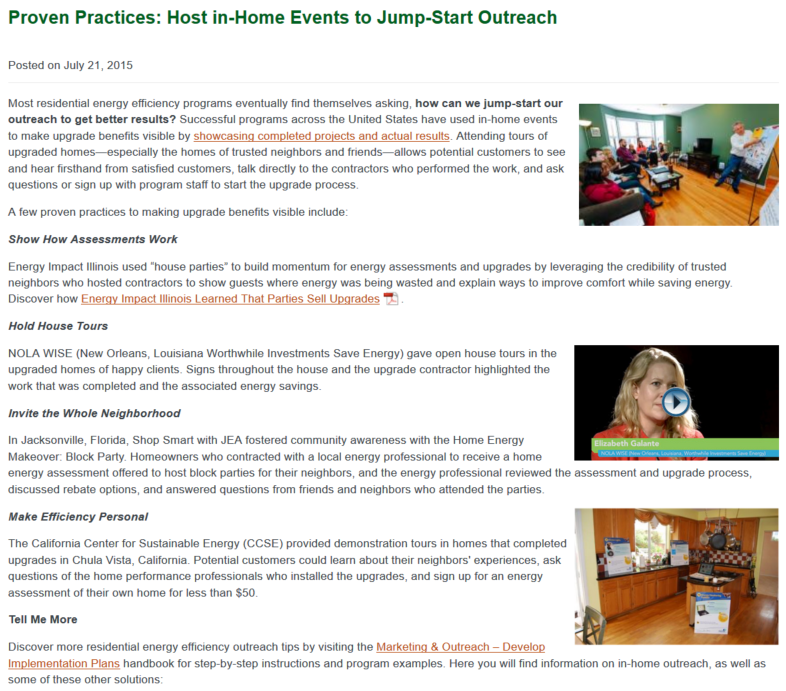 Proven Practices: Host in-Home Events to Jump-Start Outreach
Posted on July 21, 2015
Most residential energy efficiency programs eventually find themselves asking, how can we jump-start our
outreach to get better results? Successful programs across the United States have used in-home events
to make upgrade benefits visible by showcasing completed projects and actual results. Attending tours of
upgraded homes—especially the homes of trusted neighbors and friends—allows potential customers to see
and hear firsthand from satisfied customers, talk directly to the contractors who performed the work, and ask
questions or sign up with program staff to start the upgrade process.
A few proven practices to making upgrade benefits visible include:
Show How Assessments Work
Energy Impact Illinois used "house parties" to build momentum for energy assessments and upgrades by leveraging the credibility of trusted
neighbors who hosted contractors to show guests where energy was being wasted and explain ways to improve comfort while saving energy.
Discover how Energy Impact Illinois Learned That Parties Sell Upgrades .
Hold House Tours
NOLA WISE (New Orleans, Louisiana Worthwhile Investments Save Energy) gave open house tours in the
upgraded homes of happy clients. Signs throughout the house and the upgrade contractor highlighted the
work that was completed and the associated energy savings.
Elizabeth Galante
NOLA WISE (New Orleans, Louisiana, Worthwhile Investments Save Energy)
Invite the Whole Neighborhood
In Jacksonville, Florida, Shop Smart with JEA fostered community awareness with the Home Energy
Makeover: Block Party. Homeowners who contracted with a local energy professional to receive a home
energy assessment offered to host block parties for their neighbors, and the energy professional reviewed the assessment and upgrade process,
discussed rebate options, and answered questions from friends and neighbors who attended the parties.
Make Efficiency Personal
The California Center for Sustainable Energy (CCSE) provided demonstration tours in homes that completed
upgrades in Chula Vista, California. Potential customers could learn about their neighbors' experiences, ask
questions of the home performance professionals who installed the upgrades, and sign up for an energy
assessment of their own home for less than $50.
Tell Me More
Discover more residential energy efficiency outreach tips by visiting the Marketing & Outreach – Develop
Implementation Plans handbook for step-by-step instructions and program examples. Here you will find information on in-home outreach, as well as
some of these other solutions: